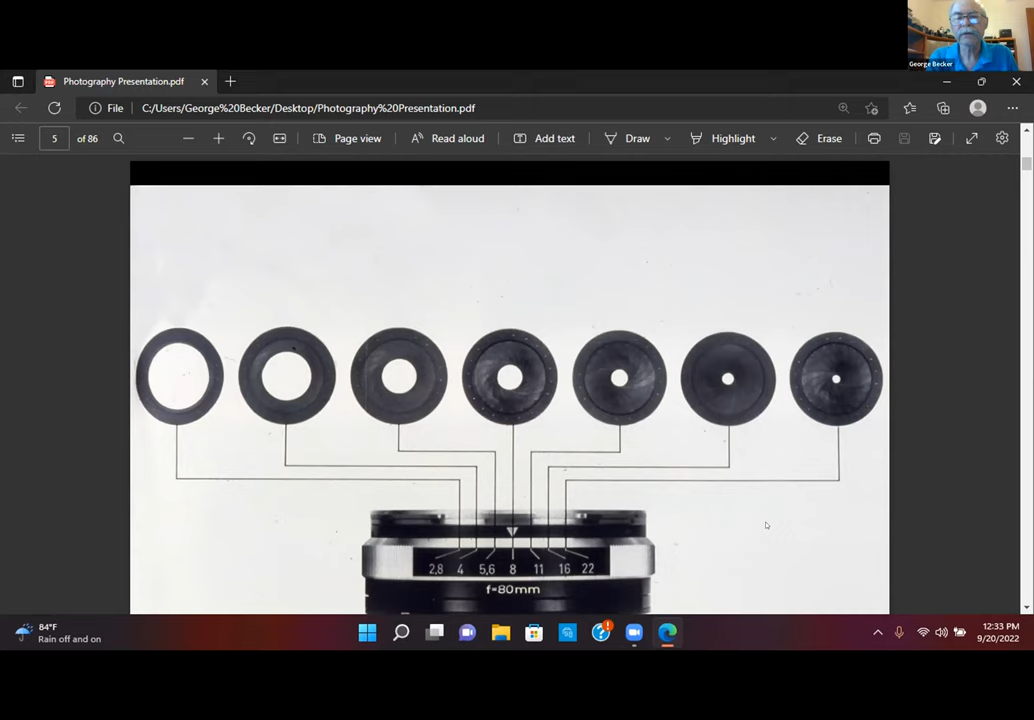 George Becker
Photography Presentation.pdf
File C:/Users/George%20Becker/Desktop/Photography%20Presentation.pdf
5 of 86 Page view Read aloud Add text Draw Highlight Erase
2,8 4 5,6 8 11 16 22
f=80mm
84°F
Rain off and on
12:33 PM
9/20/2022